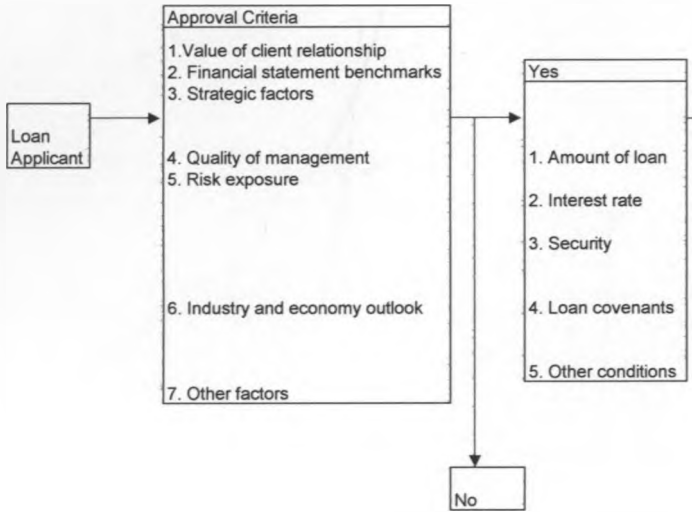 Approval Criteria
1.Value of client relationship
2. Financial statement benchmarks
3. Strategic factors
4. Quality of management
5. Risk exposure
6. Industry and economy outlook
7. Other factors
Loan
Applicant
Yes
1. Amount of loan
2. Interest rate
3. Security
4. Loan covenants
5. Other conditions
No